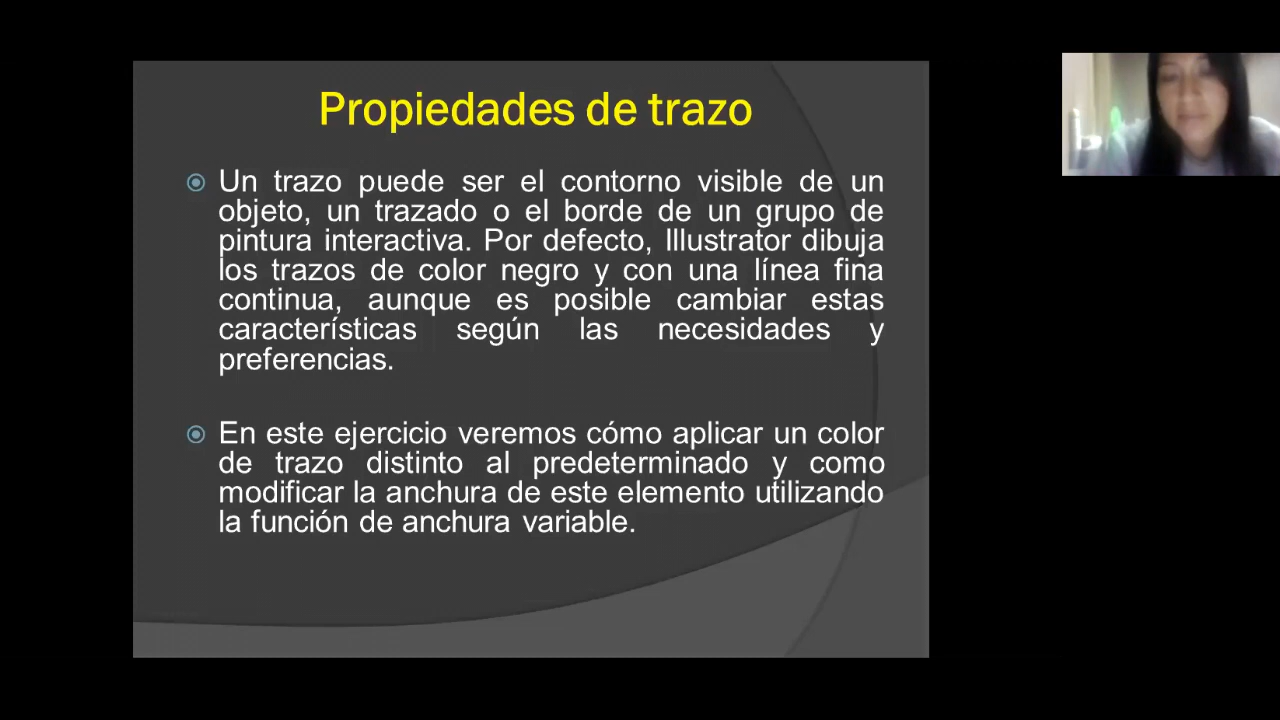 Propiedades de trazo
Un trazo puede ser el contorno visible de un
objeto, un trazado o el borde de un grupo de
pintura interactiva. Por defecto, Illustrator dibuja
los trazos de color negro y con una línea fina
continua, aunque es posible cambiar estas
características según las necesidades y
preferencias.
En este ejercicio veremos cómo aplicar un color
de trazo distinto al predeterminado y como
modificar la anchura de este elemento utilizando
la función de anchura variable.